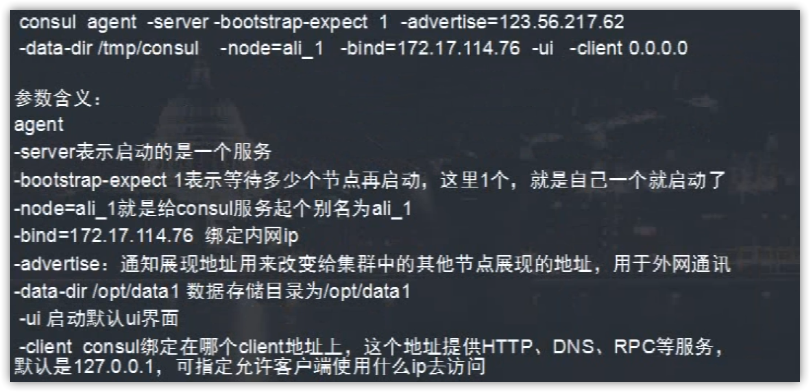 consul agent -server -bootstrap-expect 1 -advertise=123.56.217.62
-data-dir /tmp/consul -node=ali_1 -bind=172.17.114.76 -ui -client 0.0.0.0
参数含义：
agent
-server表示启动的是一个服务
-bootstrap-expect 1表示等待多少个节点再启动，这里1个，就是自己一个就启动了
-node=ali_1就是给consul服务起个别名为ali_1
-bind=172.17.114.76 绑定内网ip
-advertise：通知展现地址用来改变给集群中的其他节点展现的地址，用于外网通讯
-data-dir /opt/data1 数据存储目录为/opt/data1
-ui 启动默认ui界面
-client consul绑定在哪个client地址上，这个地址提供HTTP、DNS、RPC等服务，
默认是127.0.0.1，可指定允许客户端使用什么ip去访问